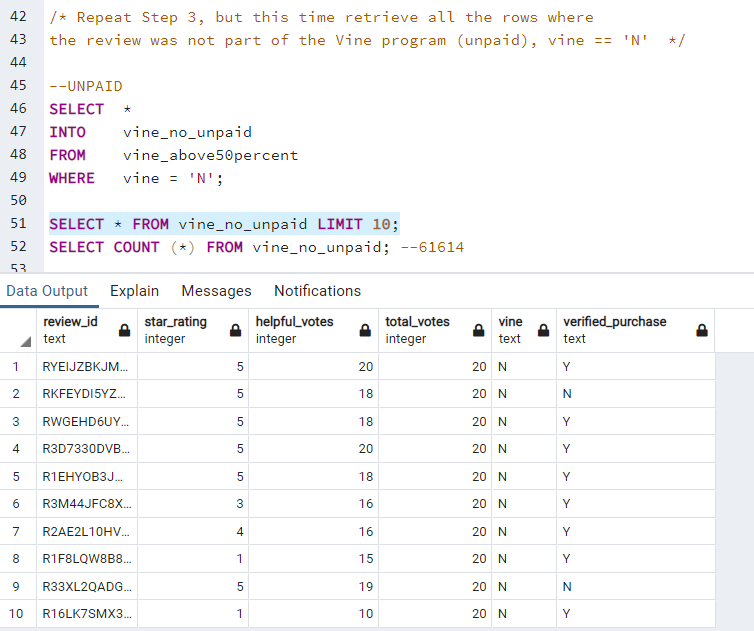 42 /* Repeat Step 3, but this time retrieve all the rows where
43 the review was not part of the Vine program (unpaid), vine == 'N'  */
44
45 --UNPAID
46 SELECT  *
47 INTO    vine_no_unpaid
48 FROM    vine_above50percent
49 WHERE   vine = 'N';
50
51 SELECT * FROM vine_no_unpaid LIMIT 10;
52 SELECT COUNT (*) FROM vine_no_unpaid; --61614
53
Data Output Explain Messages Notifications
review_id star_rating helpful_votes total_votes vine verified_purchase
text integer integer integer text text
1 RYEIJZBKJM... 5 20 20 N Y
2 RKFEYDI5YZ... 5 18 20 N N
3 RWGEHD6UY... 5 18 20 N Y
4 R3D7330DVB... 5 20 20 N Y
5 R1EHYOB3J... 5 18 20 N Y
6 R3M44JFC8X... 3 16 20 N Y
7 R2AE2L10HV... 4 16 20 N Y
8 R1F8LQW8B8... 1 15 20 N Y
9 R33XL2QADG... 5 19 20 N N
10 R16LK7SMX3... 1 10 20 N Y